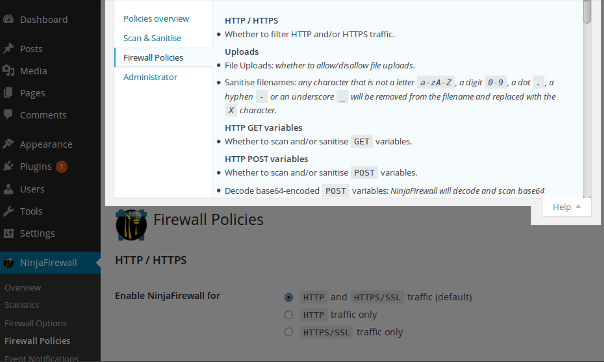 Dashboard
Posts
Media
Pages
Comments
Appearance
Plugins 1
Users
Tools
Settings
NinjaFirewall
Overview
Statistics
Firewall Options
Firewall Policies
Event Notifications
Policies overview
Scan & Sanitise
Firewall Policies
Administrator
HTTP / HTTPS
Whether to filter HTTP and/or HTTPS traffic.
Uploads
File Uploads: whether to allow/disallow file uploads.
Sanitise filenames: any character that is not a letter a-zA-Z, a digit 0-9, a dot ., a
hyphen - or an underscore _ will be removed from the filename and replaced with the
X character.
HTTP GET variables
Whether to scan and/or sanitise GET variables.
HTTP POST variables
Whether to scan and/or sanitise POST variables.
Decode base64-encoded POST variables: NinjaFirewall will decode and scan base64
Help
Firewall Policies
HTTP / HTTPS
Enable NinjaFirewall for
HTTP and HTTPS/SSL traffic (default)
HTTP traffic only
HTTPS/SSL traffic only